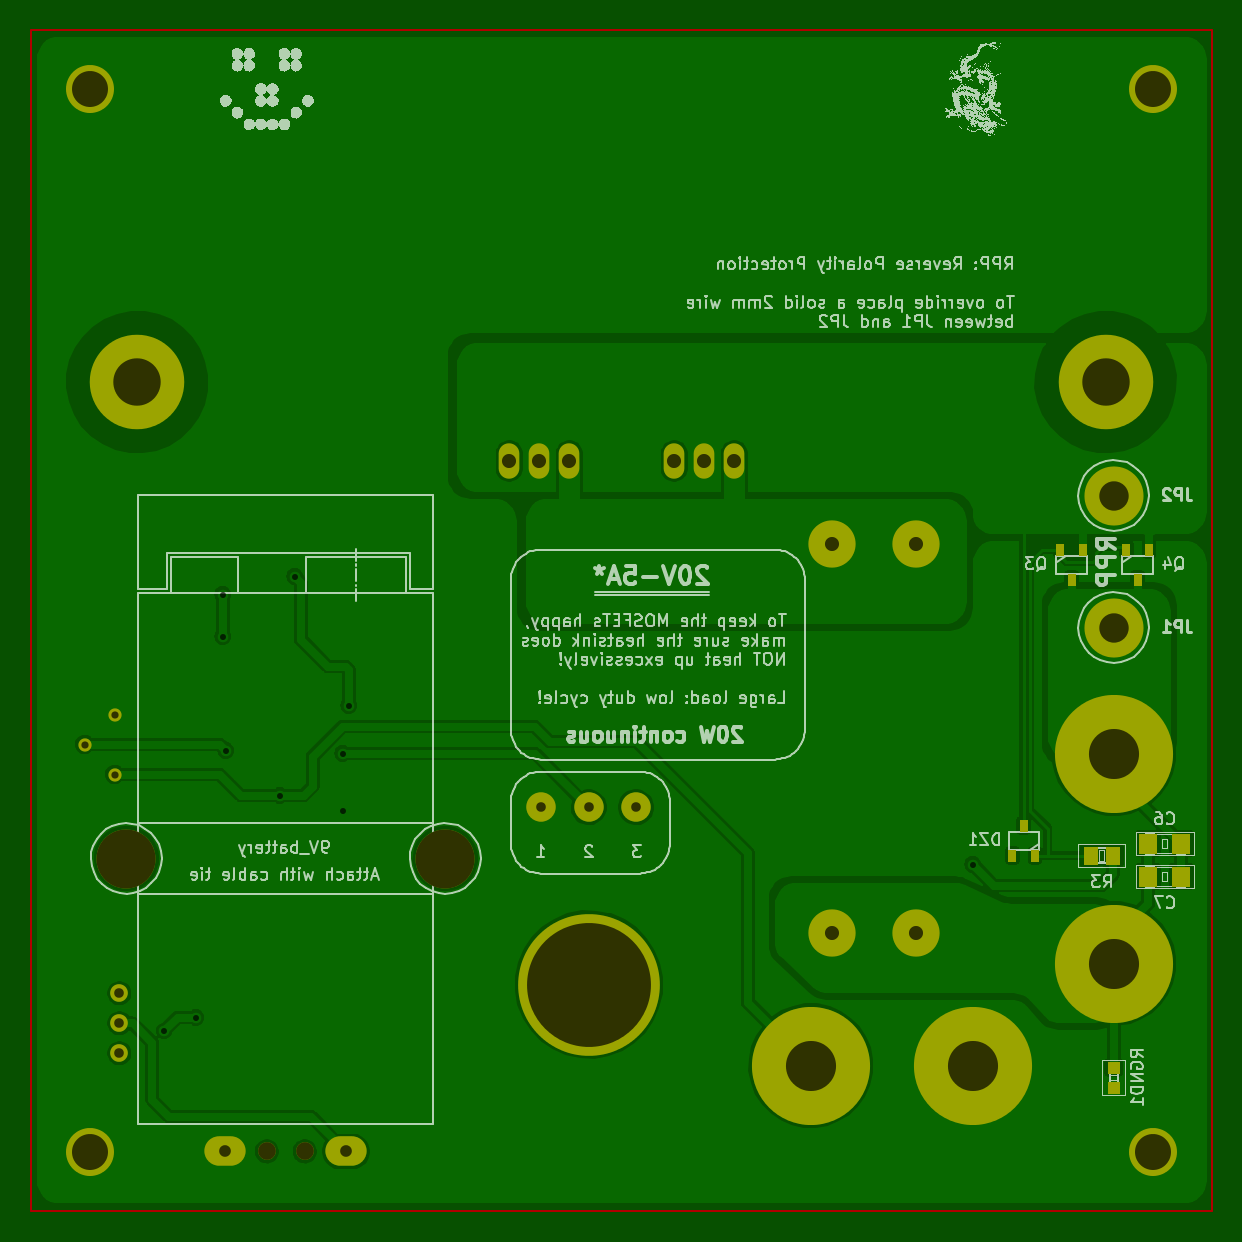 RPP: Reverse Polarity Protection
To override place a solid 2mm wire
between JP1 and JP2
JP2
RPP
Q3
Q4
JP1
20V-5A*
To keep the MOSFETs happy,
make sure the heatsink does
NOT heat up excessively!
Large load: low duty cycle!
20W continuous
1 2 3
9V_battery
Attach with cable tie
DZ1
C6
R3
C7
RGND1